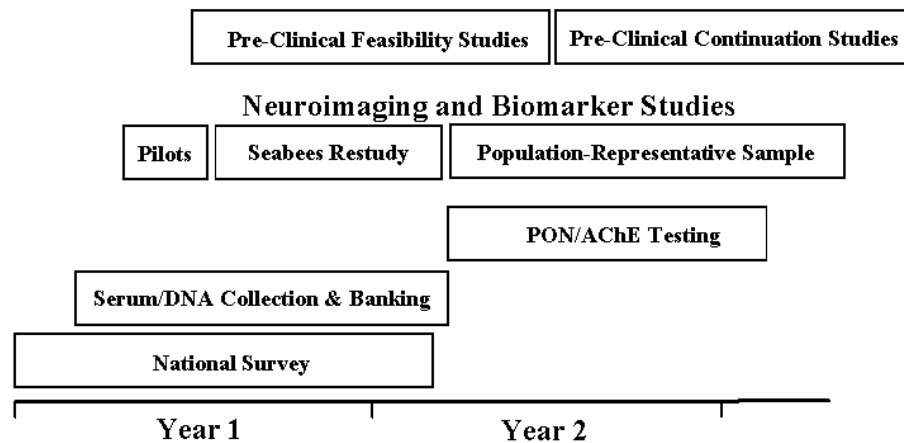 Pre-Clinical Feasibility Studies
Pre-Clinical Continuation Studies
Neuroimaging and Biomarker Studies
Pilots
Seabees Restudy
Population-Representative Sample
PON/AChE Testing
Serum/DNA Collection & Banking
National Survey
Year 1
Year 2